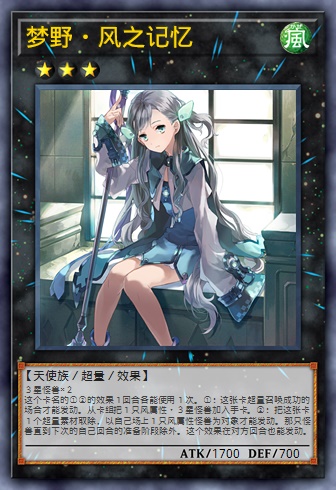 梦野・风之记忆
風
【天使族／超量／效果】
３星怪兽×２
这个卡名的①②的效果１回合各能使用１次。①：这张卡超量召唤成功的
场合才能发动。从卡组把１只风属性・３星怪兽加入手卡。②：把这张卡
１个超量素材取除，以自己场上１只风属性怪兽为对象才能发动。那只怪
兽直到下次的自己回合的准备阶段除外。这个效果在对方回合也能发动。
ATK/1700 DEF/700